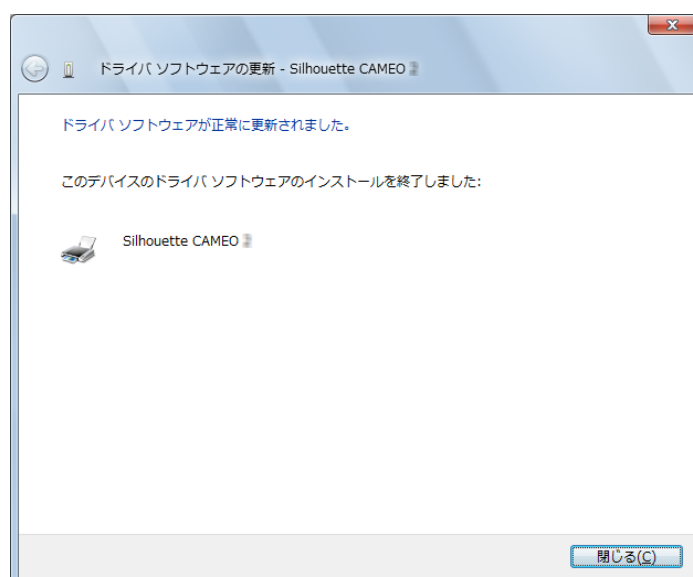 ドライバ ソフトウェアの更新 - Silhouette CAMEO
ドライバ ソフトウェアが正常に更新されました。
このデバイスのドライバ ソフトウェアのインストールを終了しました:
Silhouette CAMEO
閉じる(C)